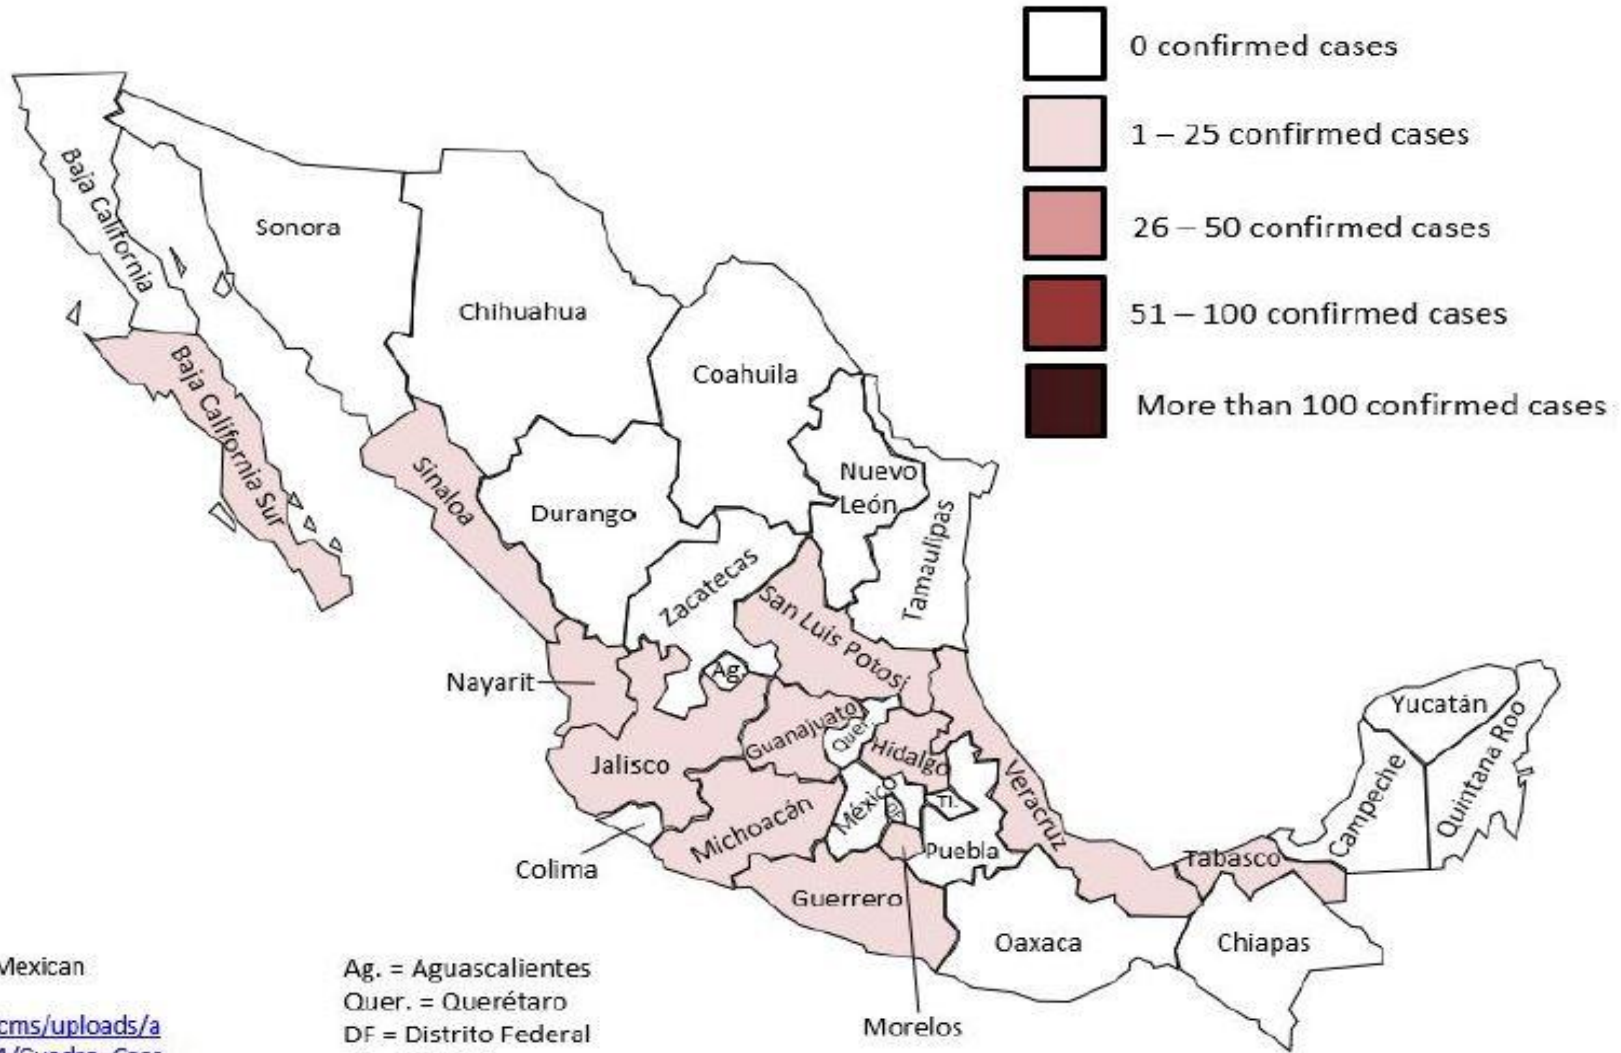 0 confirmed cases
1 – 25 confirmed cases
26 – 50 confirmed cases
51 – 100 confirmed cases
More than 100 confirmed cases
Baja California
Sonora
Chihuahua
Coahuila
Baja California Sur
Sinaloa
Durango
Nuevo
León
Tamaulipas
Zacatecas
San Luis Potosí
Nayarit
Ag.
Guanajuato
Quer.
Hidalgo
Jalisco
Michoacán
México
DF
Tl.
Puebla
Veracruz
Colima
Guerrero
Morelos
Oaxaca
Tabasco
Chiapas
Campeche
Yucatán
Quintana Roo
Mexican
cms/uploads/a
Ag. = Aguascalientes
Quer. = Querétaro
DF = Distrito Federal